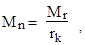 Mn = Mr / rk ,